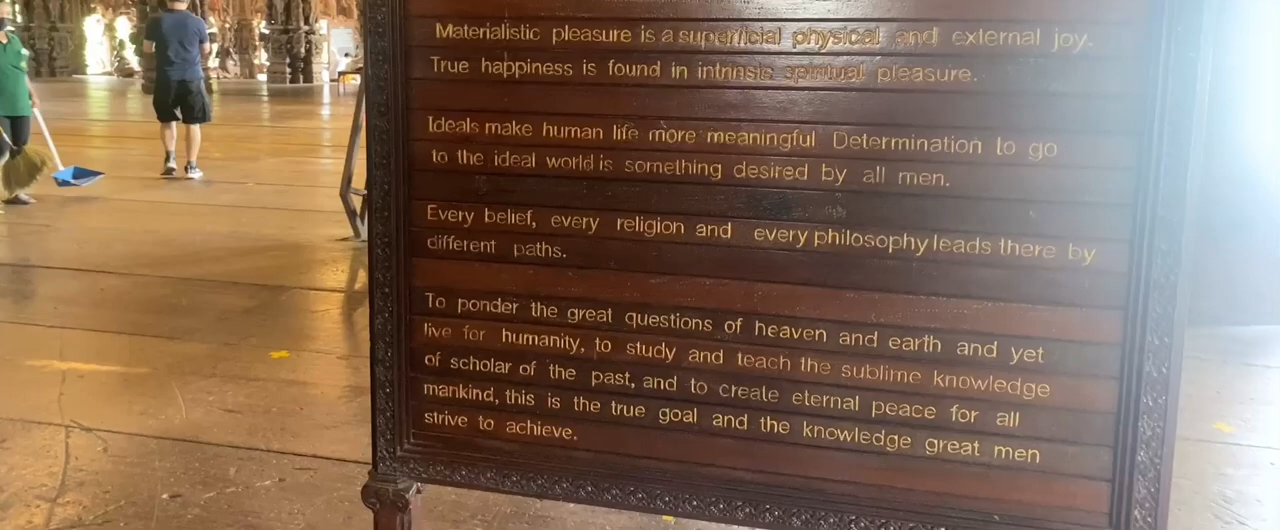 Materialistic pleasure is a superficial physical and external joy.
True happiness is found in intrinsic spiritual pleasure.
Ideals make human life more meaningful Determination to go
to the ideal world is something desired by all men.
Every belief, every religion and every philosophy leads there by
different paths.
To ponder the great questions of heaven and earth and yet
live for humanity, to study and teach the sublime knowledge
of scholar of the past, and to create eternal peace for all
mankind, this is the true goal and the knowledge great men
strive to achieve.